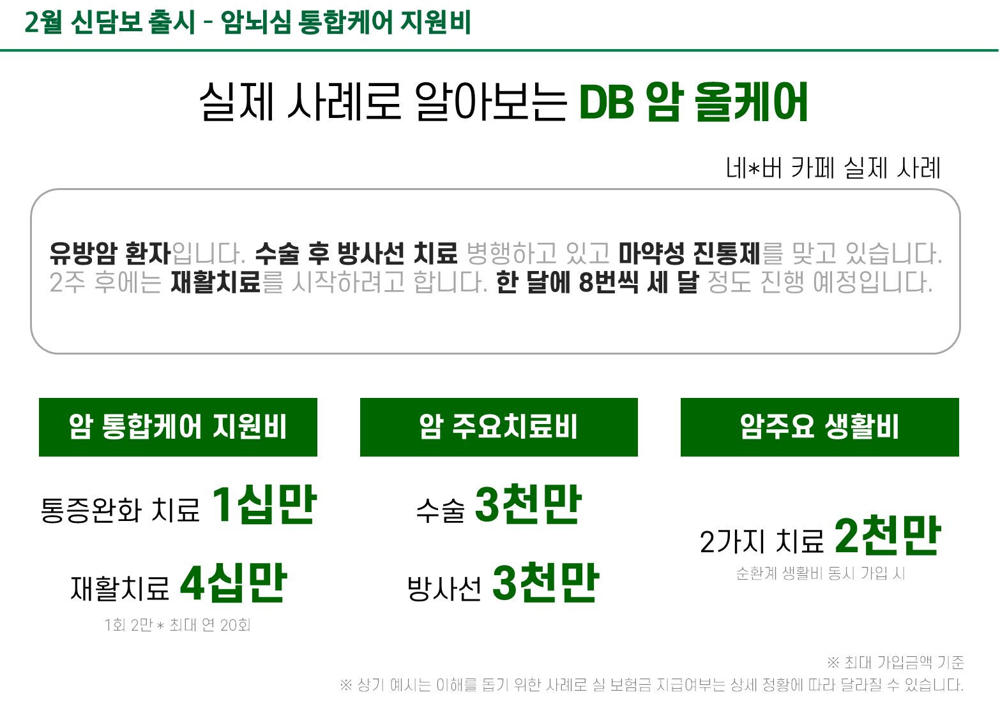 2월 신담보 출시 - 암뇌심 통합케어 지원비
실제 사례로 알아보는 DB 암 올케어
네*버 카페 실제 사례
유방암 환자입니다. 수술 후 방사선 치료 병행하고 있고 마약성 진통제를 맞고 있습니다.
2주 후에는 재활치료를 시작하려고 합니다. 한 달에 8번씩 세 달 정도 진행 예정입니다.
암 통합케어 지원비
통증완화 치료 1십만
재활치료 4십만
1회 2만 * 최대 연 20회
암 주요치료비
수술 3천만
방사선 3천만
암주요 생활비
2가지 치료 2천만
순환계 생활비 동시 가입 시
※ 최대 가입금액 기준
※ 상기 예시는 이해를 돕기 위한 사례로 실 보험금 지급여부는 상세 정황에 따라 달라질 수 있습니다.